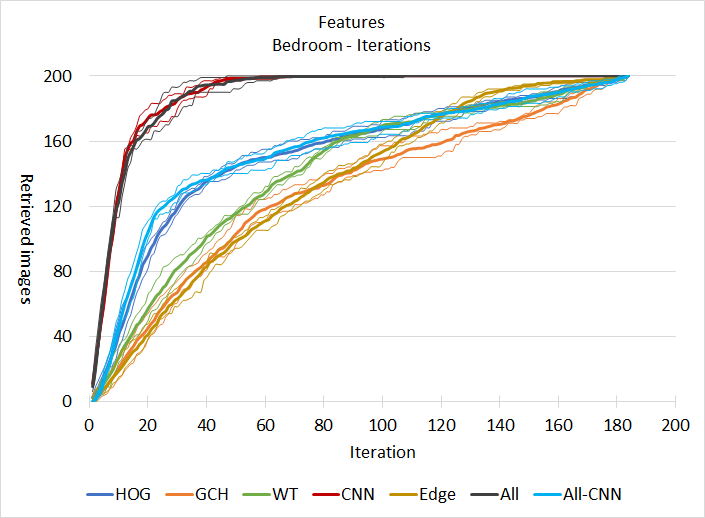 Features
Bedroom - Iterations
200
160
120
80
40
0
Retrieved images
0 20 40 60 80 100 120 140 160 180 200
Iteration
HOG GCH WT CNN Edge All All-CNN